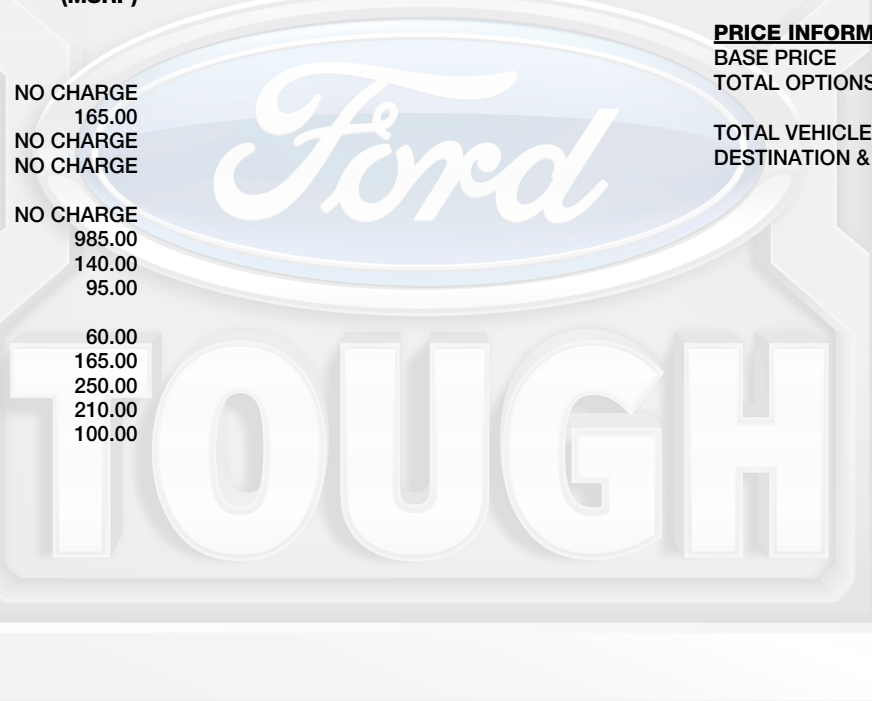 (MSRP)
NO CHARGE
165.00
NO CHARGE
NO CHARGE
NO CHARGE
985.00
140.00
95.00
60.00
165.00
250.00
210.00
100.00
PRICE INFORM
BASE PRICE
TOTAL OPTIONS
TOTAL VEHICLE
DESTINATION &
Ford
TOUGH